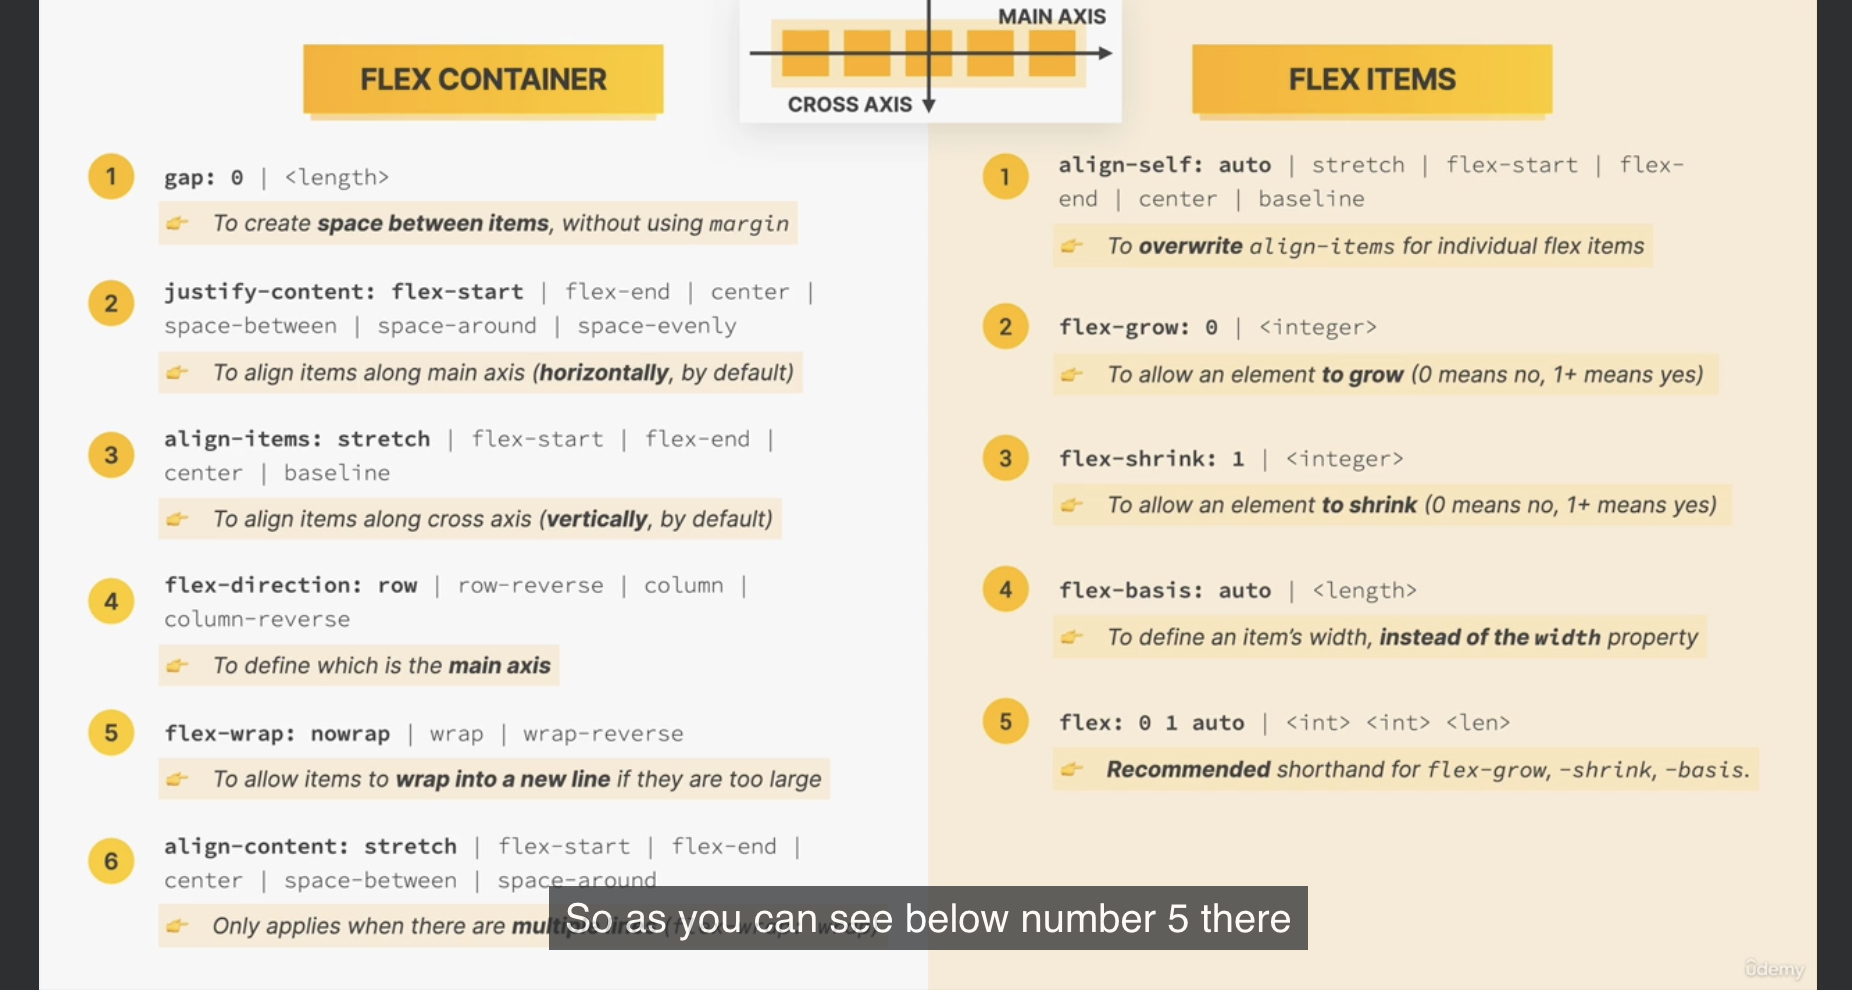 MAIN AXIS
CROSS AXIS
FLEX CONTAINER
1
gap: 0 | <length>
To create space between items, without using margin
2
justify-content: flex-start | flex-end | center |
space-between | space-around | space-evenly
To align items along main axis (horizontally, by default)
3
align-items: stretch | flex-start | flex-end |
center | baseline
To align items along cross axis (vertically, by default)
4
flex-direction: row | row-reverse | column |
column-reverse
To define which is the main axis
5
flex-wrap: nowrap | wrap | wrap-reverse
To allow items to wrap into a new line if they are too large
6
align-content: stretch | flex-start | flex-end |
center | space-between | space-around
Only applies when there are multiple lines
FLEX ITEMS
1
align-self: auto | stretch | flex-start | flex-
end | center | baseline
To overwrite align-items for individual flex items
2
flex-grow: 0 | <integer>
To allow an element to grow (0 means no, 1+ means yes)
3
flex-shrink: 1 | <integer>
To allow an element to shrink (0 means no, 1+ means yes)
4
flex-basis: auto | <length>
To define an item’s width, instead of the width property
5
flex: 0 1 auto | <int> <int> <len>
Recommended shorthand for flex-grow, -shrink, -basis.
So as you can see below number 5 there
ûdemy